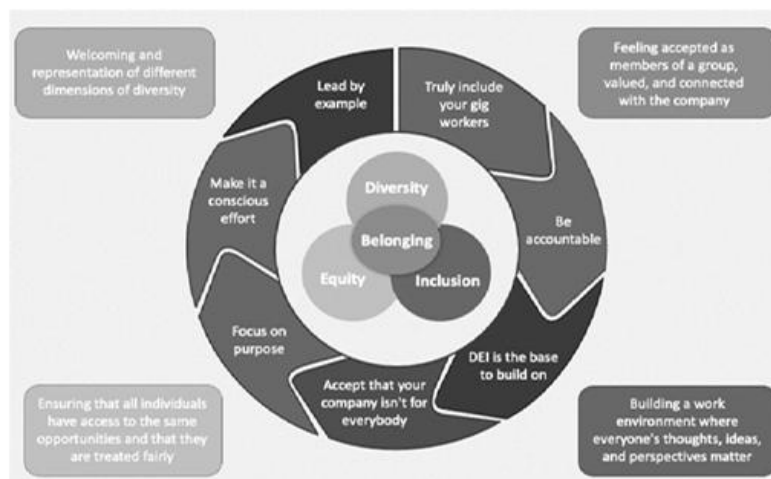 Welcoming and
representation of different
dimensions of diversity
Feeling accepted as
members of a group,
valued, and connected
with the company
Lead by
example
Truly include
your gig
workers
Be
accountable
DEI is the base
to build on
Accept that your
company isn't for
everybody
Focus on
purpose
Make it a
conscious
effort
Diversity
Belonging
Equity
Inclusion
Ensuring that all individuals
have access to the same
opportunities and that they
are treated fairly
Building a work
environment where
everyone's thoughts, ideas,
and perspectives matter